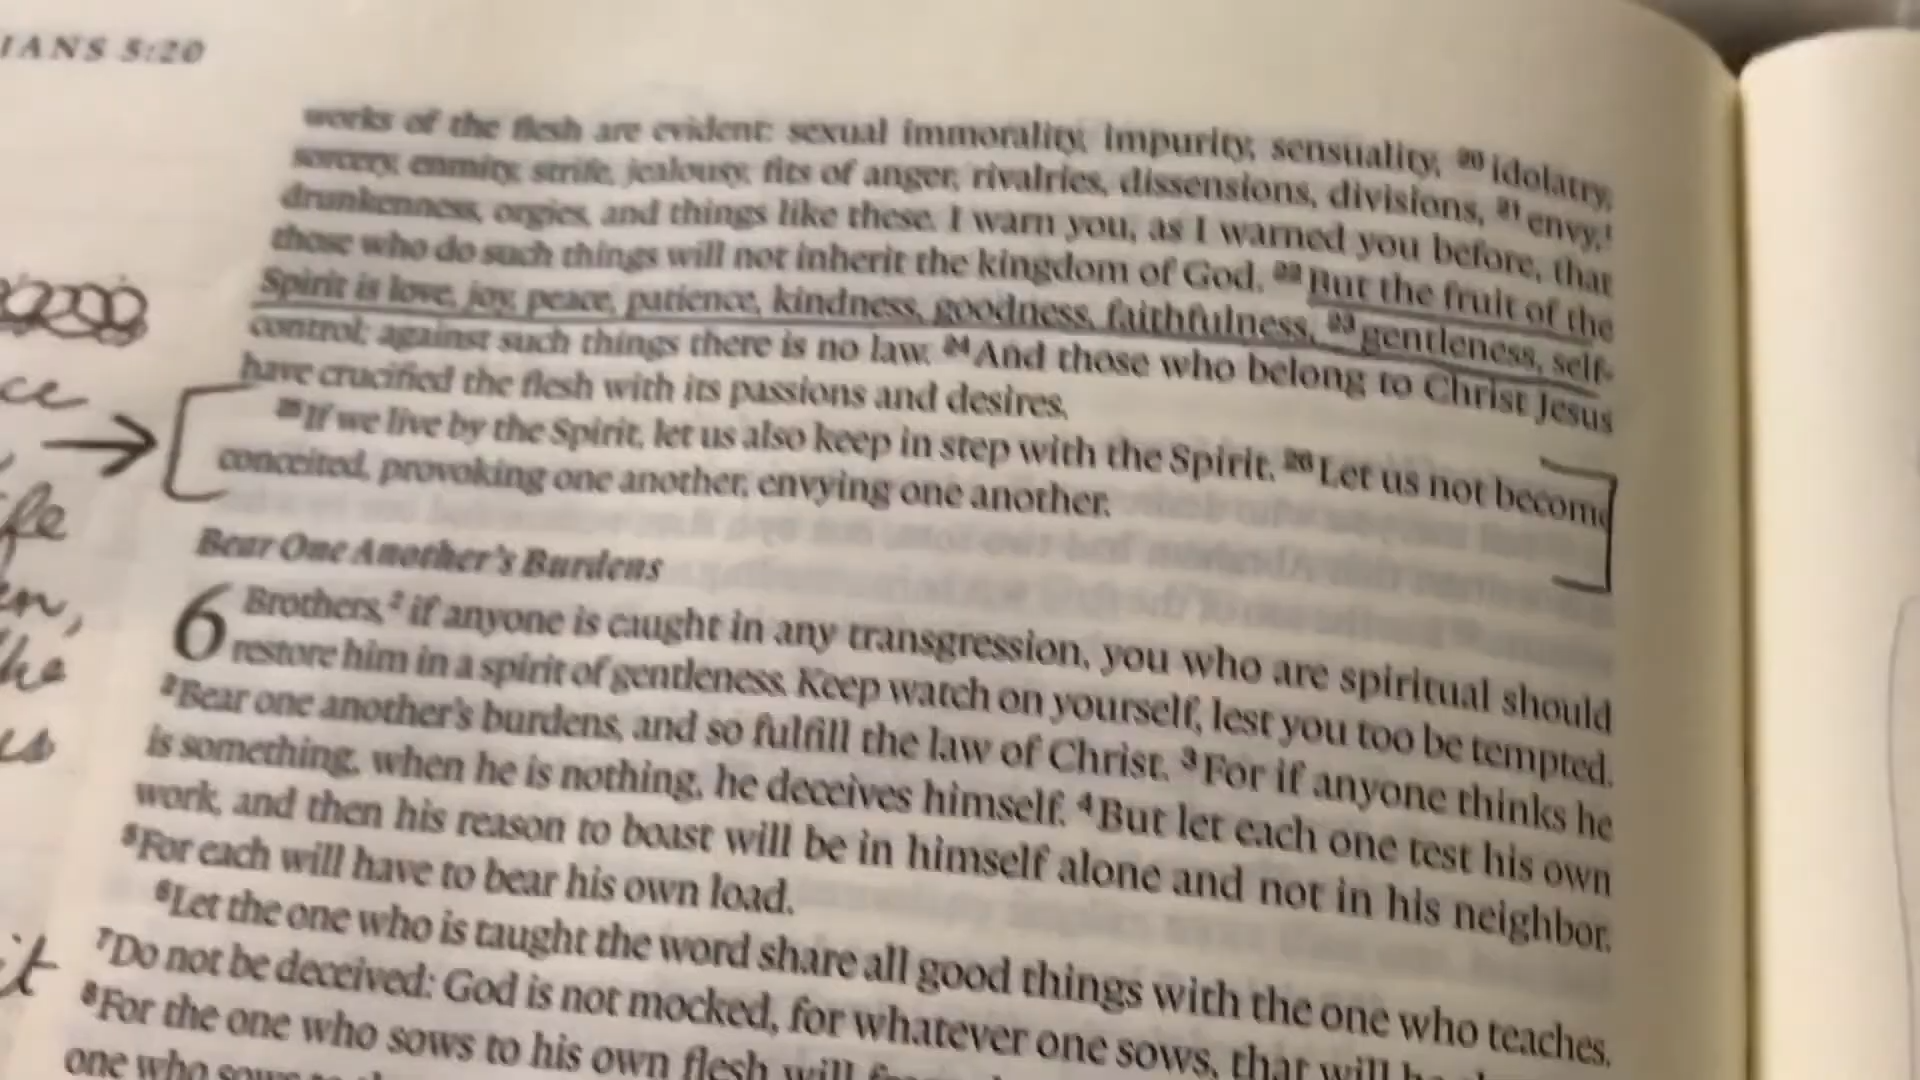 IANS 5:20
works of the flesh are evident: sexual immorality, impurity, sensuality, 20 idolatry,
sorcery, enmity, strife, jealousy, fits of anger, rivalries, dissensions, divisions, 21 envy,1
drunkenness, orgies, and things like these. I warn you, as I warned you before, that
those who do such things will not inherit the kingdom of God. 22 But the fruit of the
Spirit is love, joy, peace, patience, kindness, goodness, faithfulness, 23 gentleness, self-
control; against such things there is no law. 24 And those who belong to Christ Jesus
have crucified the flesh with its passions and desires.
25 If we live by the Spirit, let us also keep in step with the Spirit. 26 Let us not become
conceited, provoking one another, envying one another.
Bear One Another's Burdens
6 Brothers,2 if anyone is caught in any transgression, you who are spiritual should
restore him in a spirit of gentleness. Keep watch on yourself, lest you too be tempted.
2 Bear one another's burdens, and so fulfill the law of Christ. 3 For if anyone thinks he
is something, when he is nothing, he deceives himself. 4 But let each one test his own
work, and then his reason to boast will be in himself alone and not in his neighbor.
5 For each will have to bear his own load.
6 Let the one who is taught the word share all good things with the one who teaches.
7 Do not be deceived: God is not mocked, for whatever one sows, that will
8 For the one who sows to his own flesh will
one who sows
ce
fe
en,
the
us
it